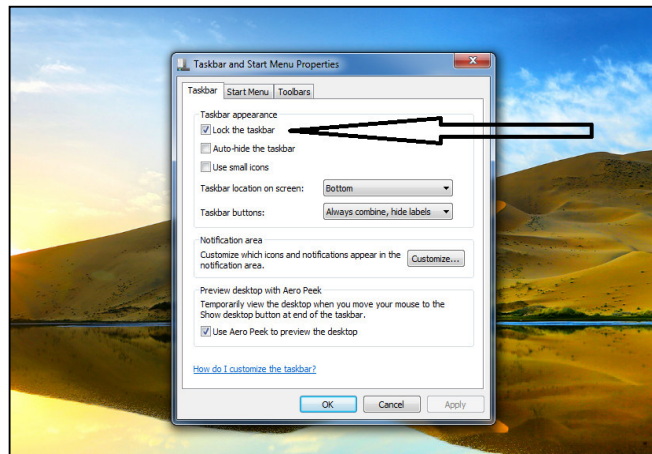 Taskbar and Start Menu Properties
Taskbar Start Menu Toolbars
Taskbar appearance
Lock the taskbar
Auto-hide the taskbar
Use small icons
Taskbar location on screen: Bottom
Taskbar buttons: Always combine, hide labels
Notification area
Customize which icons and notifications appear in the
notification area.
Customize...
Preview desktop with Aero Peek
Temporarily view the desktop when you move your mouse to the
Show desktop button at end of the taskbar.
Use Aero Peek to preview the desktop
How do I customize the taskbar?
OK Cancel Apply